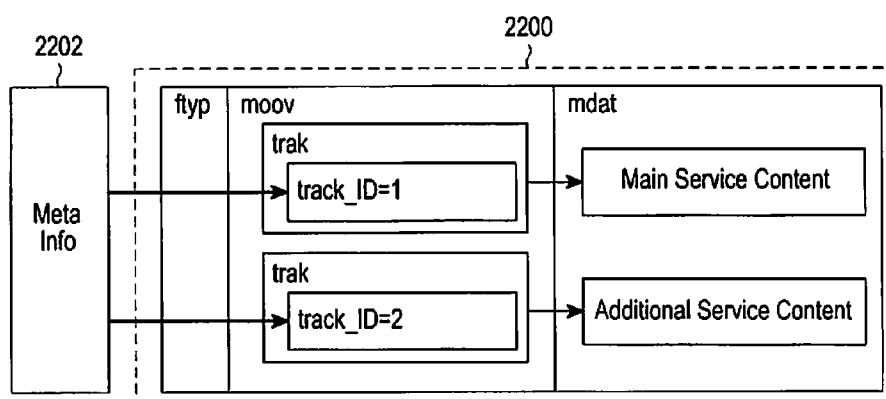 2202
2200
Meta
Info
ftyp
moov
mdat
trak
track_ID=1
Main Service Content
trak
track_ID=2
Additional Service Content